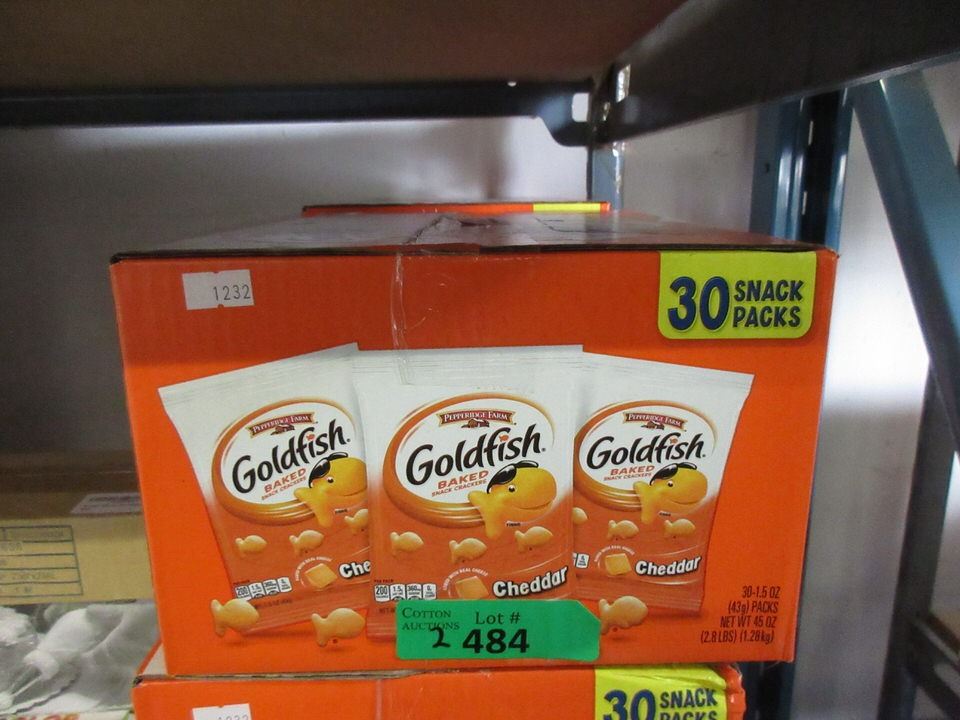 1232
30 SNACK
PACKS
PEPPERIDGE FARM
Goldfish®
BAKED
SNACK CRACKERS
Che
PEPPERIDGE FARM
Goldfish®
BAKED
SNACK CRACKERS
Cheddar
PEPPERIDGE FARM
Goldfish®
BAKED
SNACK CRACKERS
Cheddar
30-1.5 OZ
(43g) PACKS
NET WT 45 OZ
(2.8 LBS) (1.28kg)
COTTON
AUCTIONS
Lot #
2 484
1232
30 SNACK
PACKS